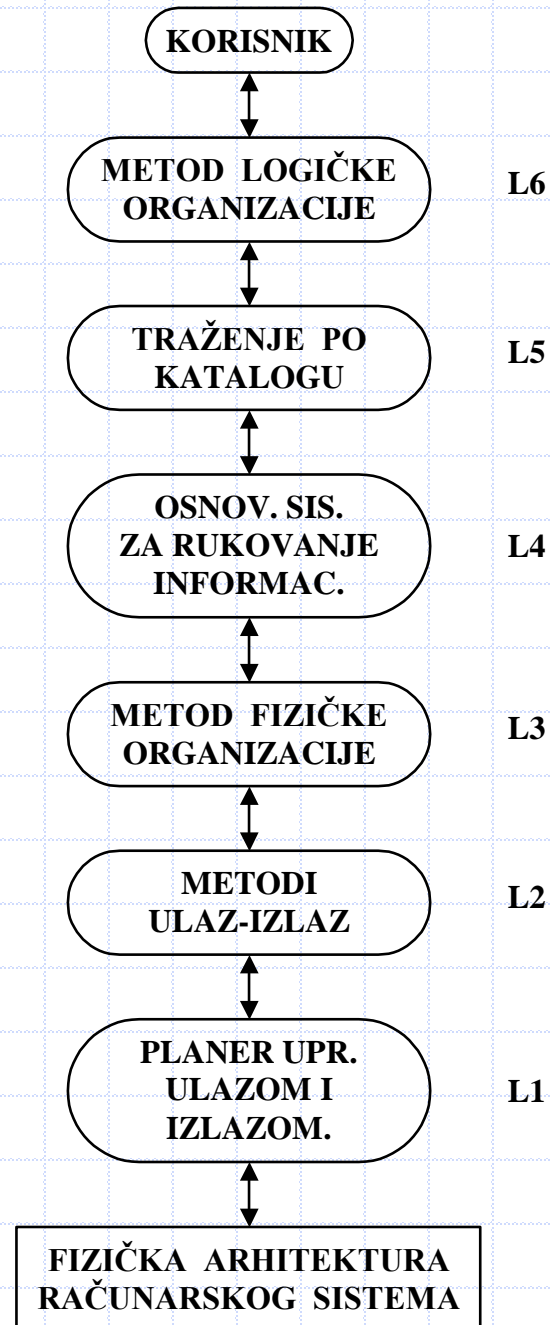 KORISNIK
METOD LOGIČKE
ORGANIZACIJE
L6
TRAŽENJE PO
KATALOGU
L5
OSNOV. SIS.
ZA RUKOVANJE
INFORMAC.
L4
METOD FIZIČKE
ORGANIZACIJE
L3
METODI
ULAZ-IZLAZ
L2
PLANER UPR.
ULAZOM I
IZLAZOM.
L1
FIZIČKA ARHITEKTURA
RAČUNARSKOG SISTEMA